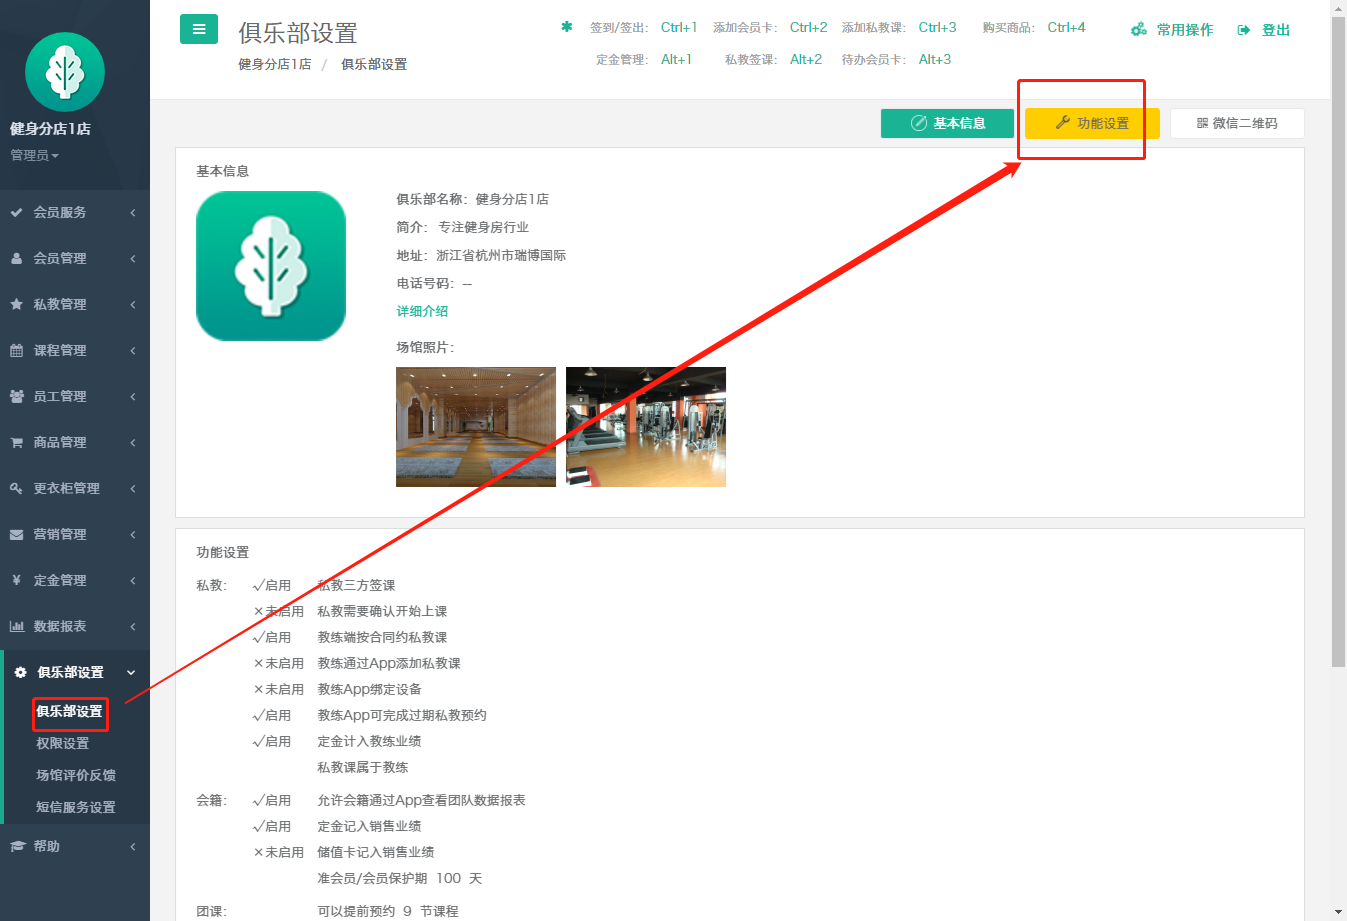 俱乐部设置
健身分店1店 / 俱乐部设置
签到/签出: Ctrl+1 添加会员卡: Ctrl+2 添加私教课: Ctrl+3 购买商品: Ctrl+4
定金管理: Alt+1 私教签课: Alt+2 待办会员卡: Alt+3
常用操作 登出
健身分店1店
管理员
会员服务
会员管理
私教管理
课程管理
员工管理
商品管理
更衣柜管理
营销管理
定金管理
数据报表
俱乐部设置
俱乐部设置
权限设置
场馆评价反馈
短信服务设置
帮助
基本信息 功能设置 微信二维码
基本信息
俱乐部名称: 健身分店1店
简介: 专注健身房行业
地址: 浙江省杭州市瑞博国际
电话号码: --
详细介绍
场馆照片:
功能设置
私教: √启用 私教三方签课
×未启用 私教需要确认开始上课
√启用 教练端按合同约私教课
×未启用 教练通过App添加私教课
×未启用 教练App绑定设备
√启用 教练App可完成过期私教预约
√启用 定金计入教练业绩
私教课属于教练
会籍: √启用 允许会籍通过App查看团队数据报表
√启用 定金记入销售业绩
×未启用 储值卡记入销售业绩
准会员/会员保护期 100 天
团课: 可以提前预约 9 节课程